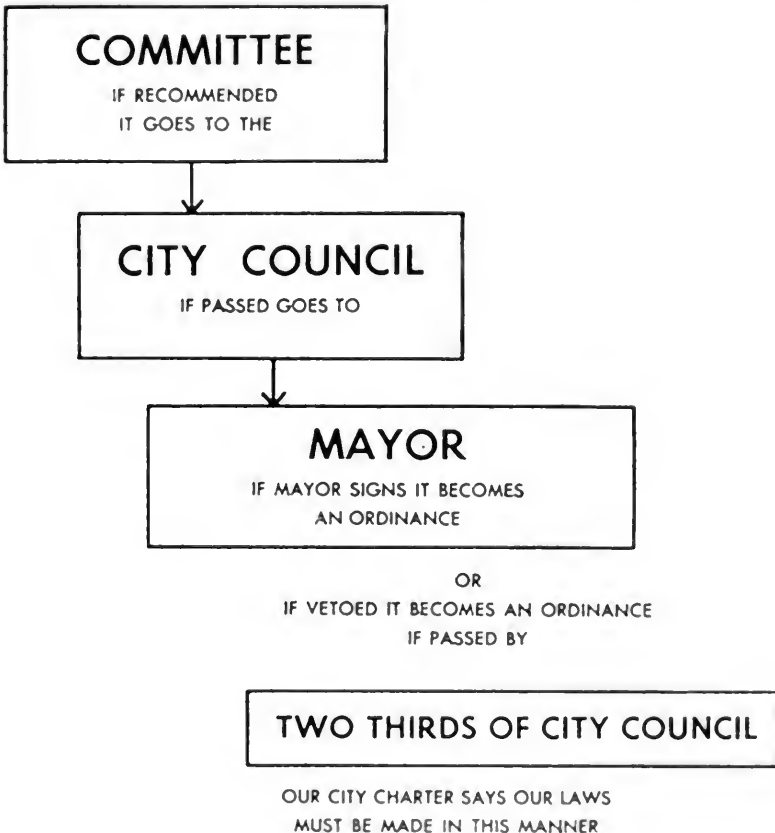 COMMITTEE
IF RECOMMENDED
IT GOES TO THE
CITY COUNCIL
IF PASSED GOES TO
MAYOR
IF MAYOR SIGNS IT BECOMES
AN ORDINANCE
OR
IF VETOED IT BECOMES AN ORDINANCE
IF PASSED BY
TWO THIRDS OF CITY COUNCIL
OUR CITY CHARTER SAYS OUR LAWS
MUST BE MADE IN THIS MANNER